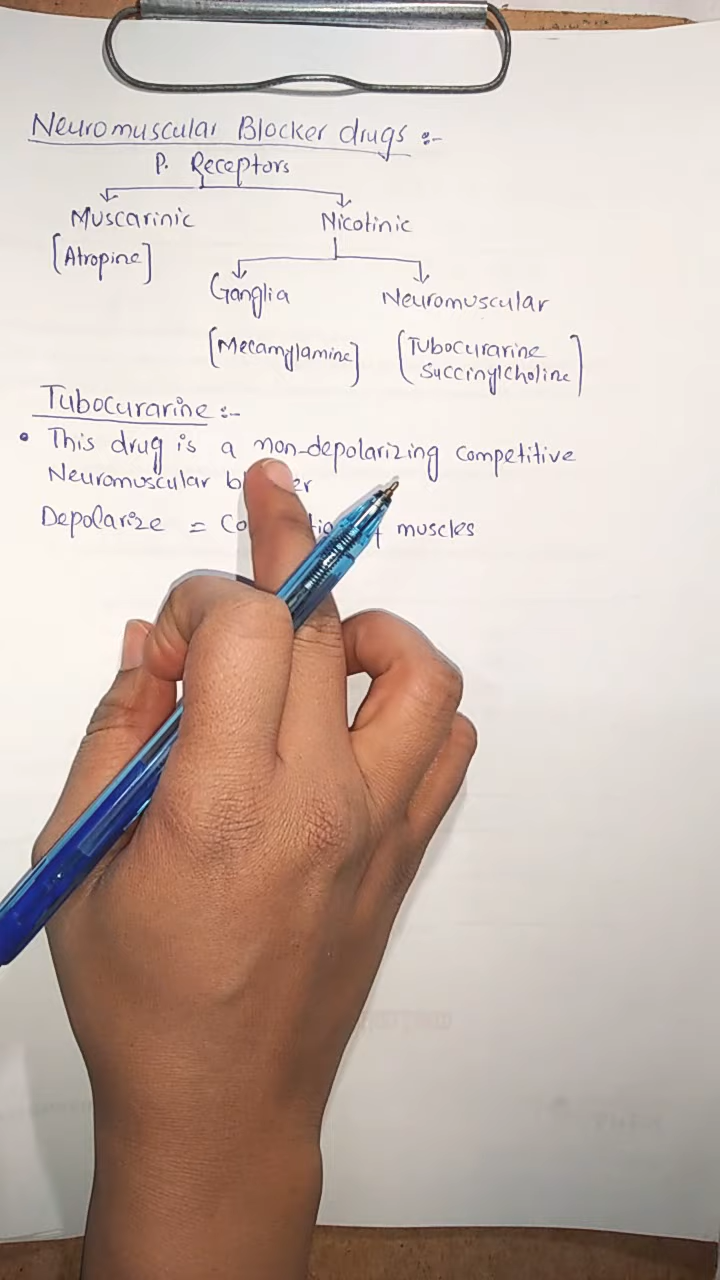 Neuromuscular Blocker drugs :-
P. Receptors
Muscarinic Nicotinic
[Atropine]
Ganglia Neuromuscular
[Mecamylamine] [Tubocurarine
Succinylcholine]
Tubocurarine :-
• This drug is a non-depolarizing competitive
Neuromuscular
Depolarize = muscles